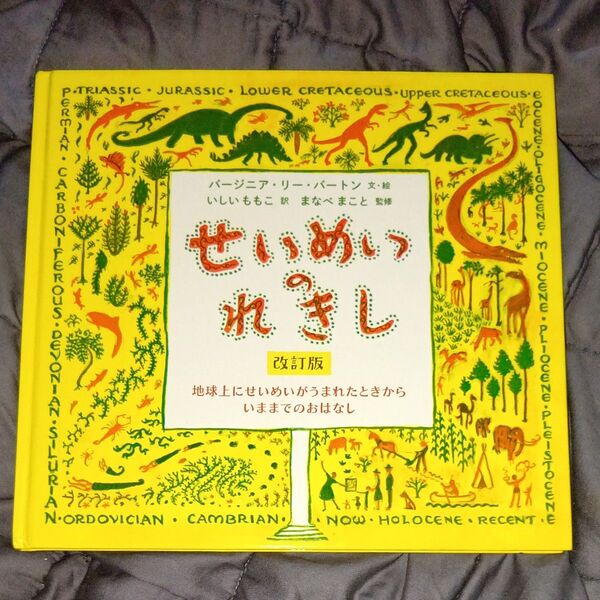 TRIASSIC • JURASSIC • LOWER CRETACEOUS • UPPER CRETACEOUS •
EOCENE • OLIGOCENE • MIOCENE • PLIOCENE • PLEISTOCENE
PERMIAN • CARBONIFEROUS • DEVONIAN • SILURIAN
バージニア・リー・バートン 文・絵
いしい ももこ 訳 まなべ まこと 監修
せいめい
の
れきし
改訂版
地球上にせいめいがうまれたときから
いままでのおはなし
ORDOVICIAN • CAMBRIAN • NOW • HOLOCENE • RECENT •